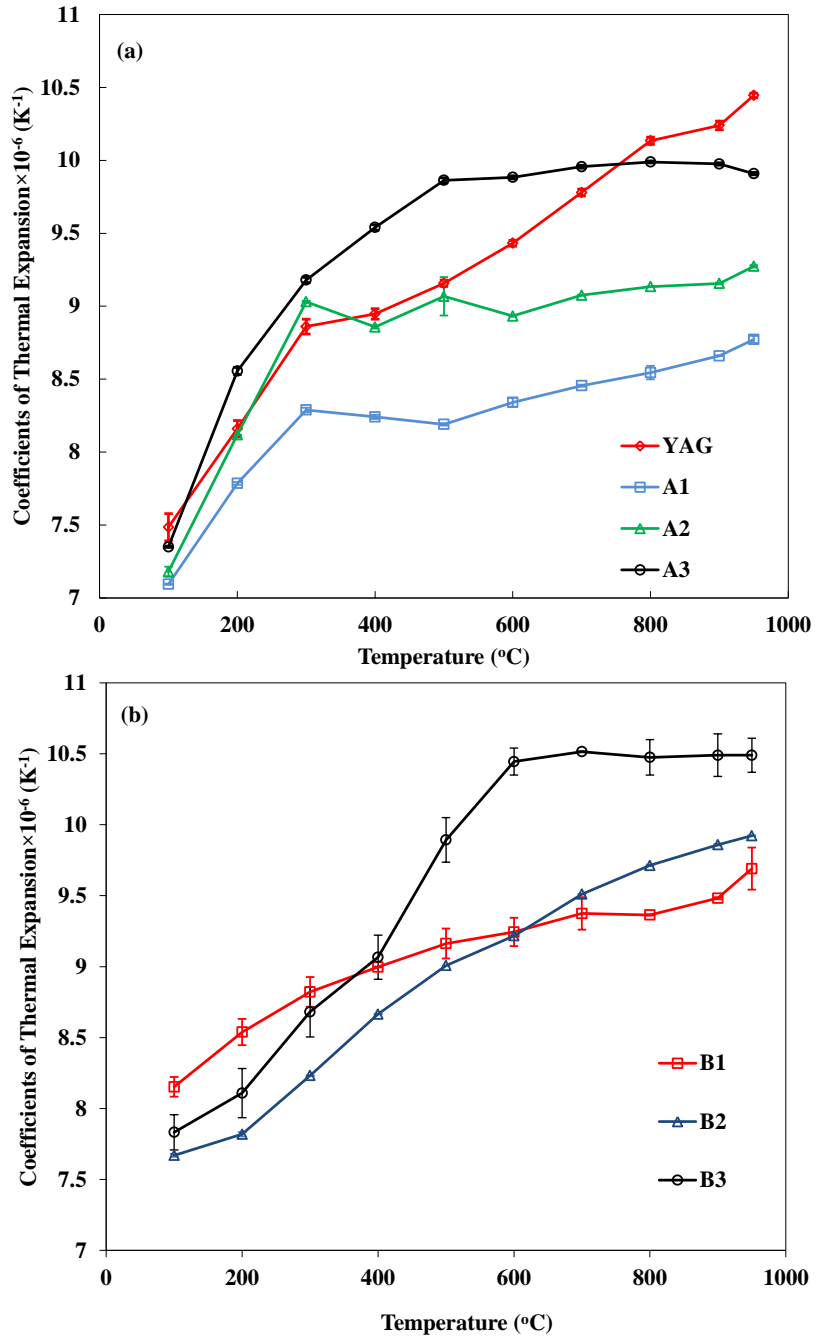 (a)
Coefficients of Thermal Expansion×10⁻⁶ (K⁻¹)
11
10.5
10
9.5
9
8.5
8
7.5
7
YAG
A1
A2
A3
0 200 400 600 800 1000
Temperature (ᵒC)
(b)
Coefficients of Thermal Expansion×10⁻⁶ (K⁻¹)
11
10.5
10
9.5
9
8.5
8
7.5
7
B1
B2
B3
0 200 400 600 800 1000
Temperature (ᵒC)